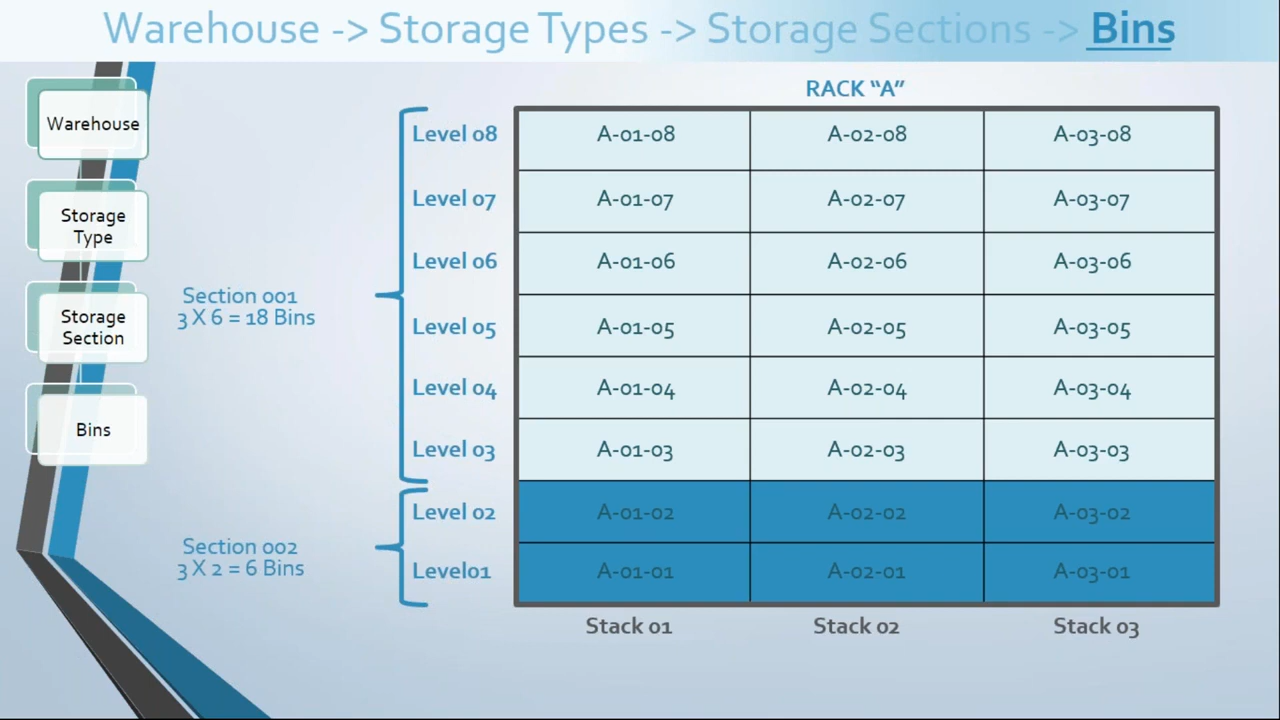 Warehouse -> Storage Types -> Storage Sections -> Bins
Warehouse
Storage
Type
Storage
Section
Bins
Section 001
3 X 6 = 18 Bins
Section 002
3 X 2 = 6 Bins
RACK “A”
Level 08 A-01-08 A-02-08 A-03-08
Level 07 A-01-07 A-02-07 A-03-07
Level 06 A-01-06 A-02-06 A-03-06
Level 05 A-01-05 A-02-05 A-03-05
Level 04 A-01-04 A-02-04 A-03-04
Level 03 A-01-03 A-02-03 A-03-03
Level 02 A-01-02 A-02-02 A-03-02
Level01 A-01-01 A-02-01 A-03-01
Stack 01 Stack 02 Stack 03